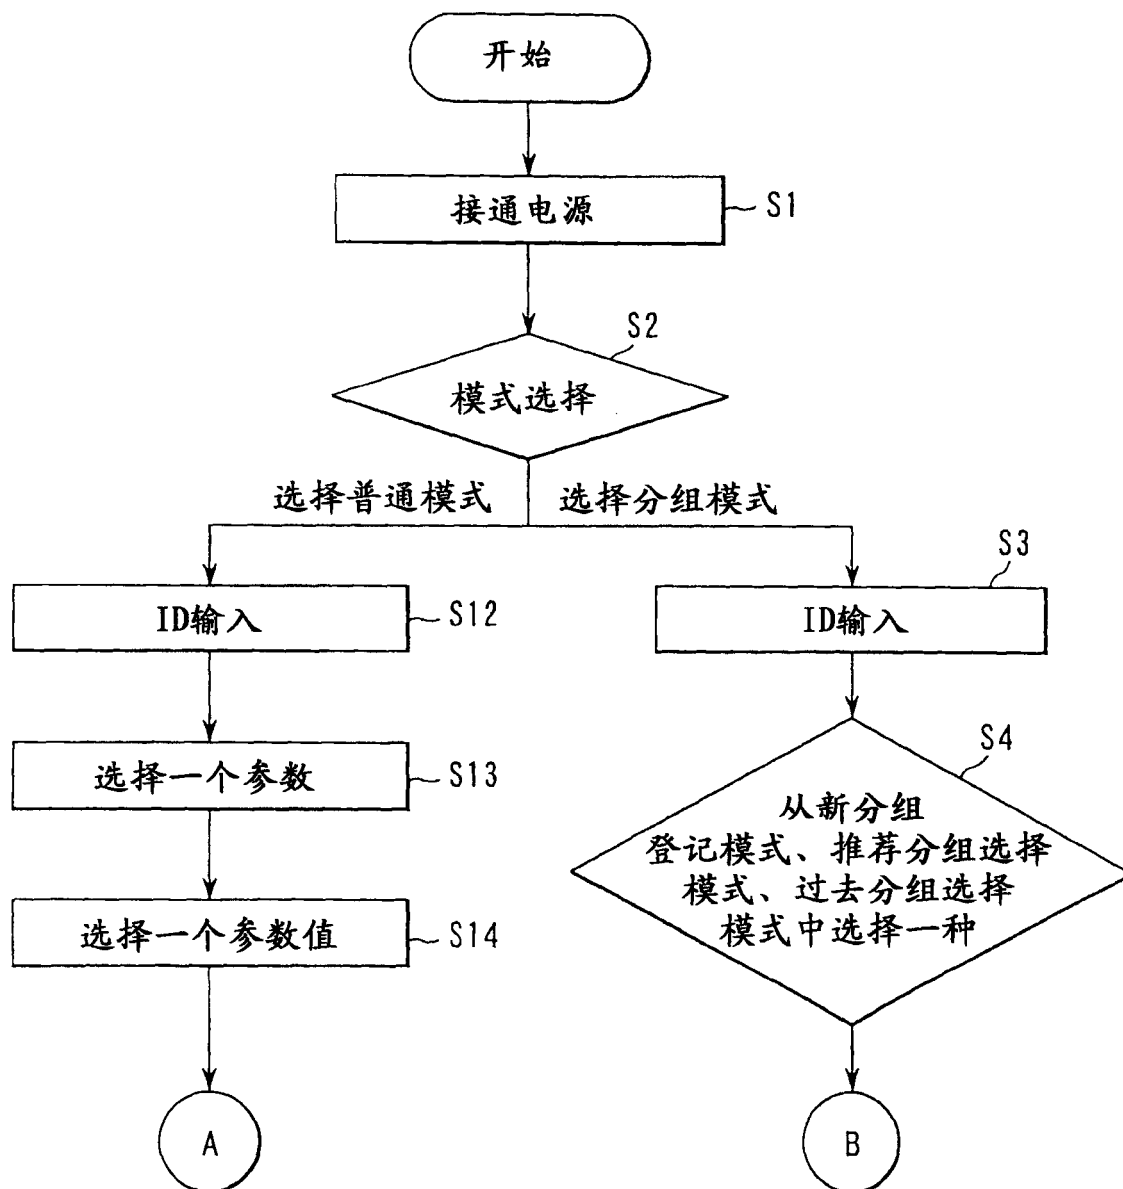 开始
接通电源
S1
S2
模式选择
选择普通模式
选择分组模式
S3
ID输入
S12
ID输入
选择一个参数
S13
S4
从新分组
登记模式、推荐分组选择
模式、过去分组选择
模式中选择一种
选择一个参数值
S14
A
B